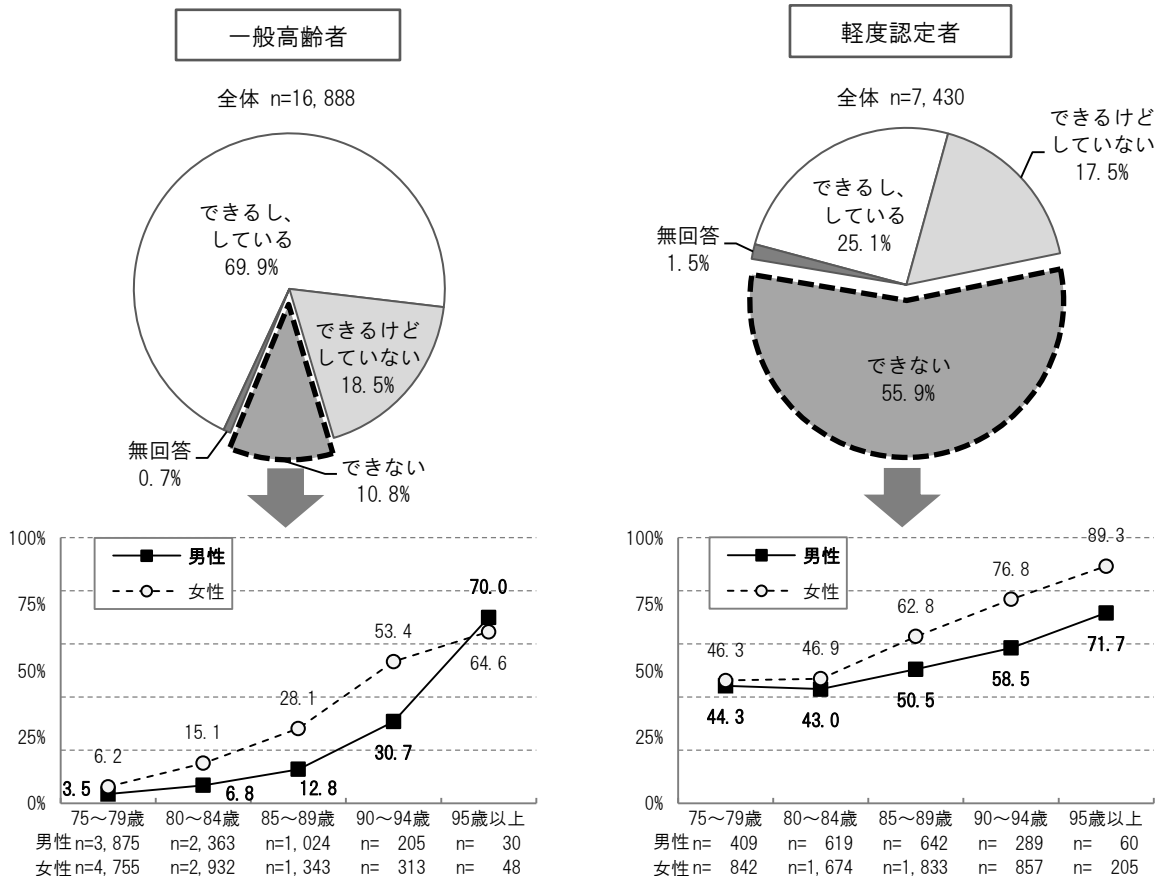 一般高齢者
全体 n=16,888
できるし、
している
69.9%
できるけど
していない
18.5%
無回答
0.7%
できない
10.8%
100%
75%
50%
25%
0%
男性
女性
3.5
6.8
12.8
30.7
70.0
6.2
15.1
28.1
53.4
64.6
75～79歳 80～84歳 85～89歳 90～94歳 95歳以上
男性 n=3,875 n=2,363 n=1,024 n= 205 n= 30
女性 n=4,755 n=2,932 n=1,343 n= 313 n= 48
軽度認定者
全体 n=7,430
できるけど
していない
17.5%
できるし、
している
25.1%
無回答
1.5%
できない
55.9%
100%
75%
50%
25%
0%
男性
女性
46.3
46.9
62.8
76.8
89.3
44.3
43.0
50.5
58.5
71.7
75～79歳 80～84歳 85～89歳 90～94歳 95歳以上
男性 n= 409 n= 619 n= 642 n= 289 n= 60
女性 n= 842 n=1,674 n=1,833 n= 857 n= 205